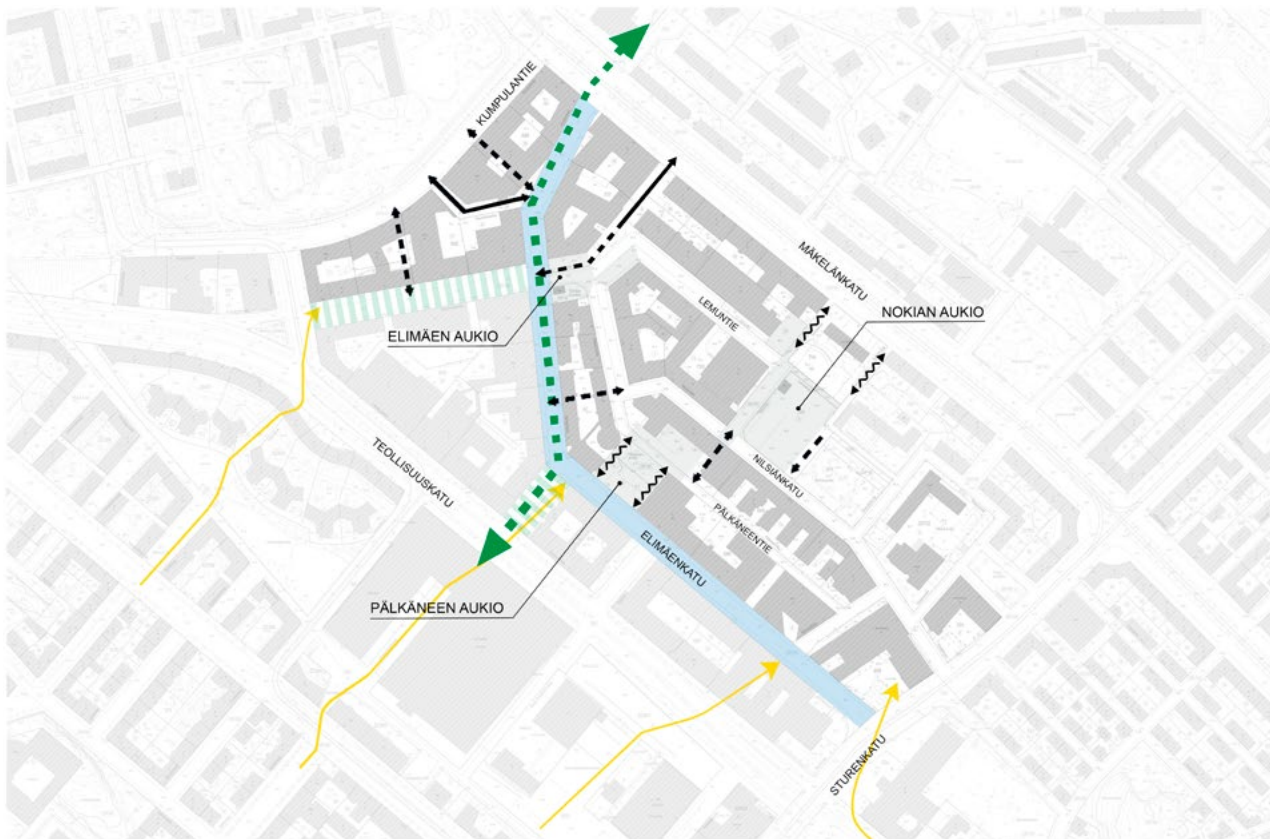 KUMPULANTIE
MÄKELÄNKATU
LEMUNTIE
NOKIAN AUKIO
ELIMÄEN AUKIO
TEOLLISUUSKATU
NILSIÄNKATU
PÄLKÄNEENTIE
ELIMÄENKATU
PÄLKÄNEEN AUKIO
STURENKATU